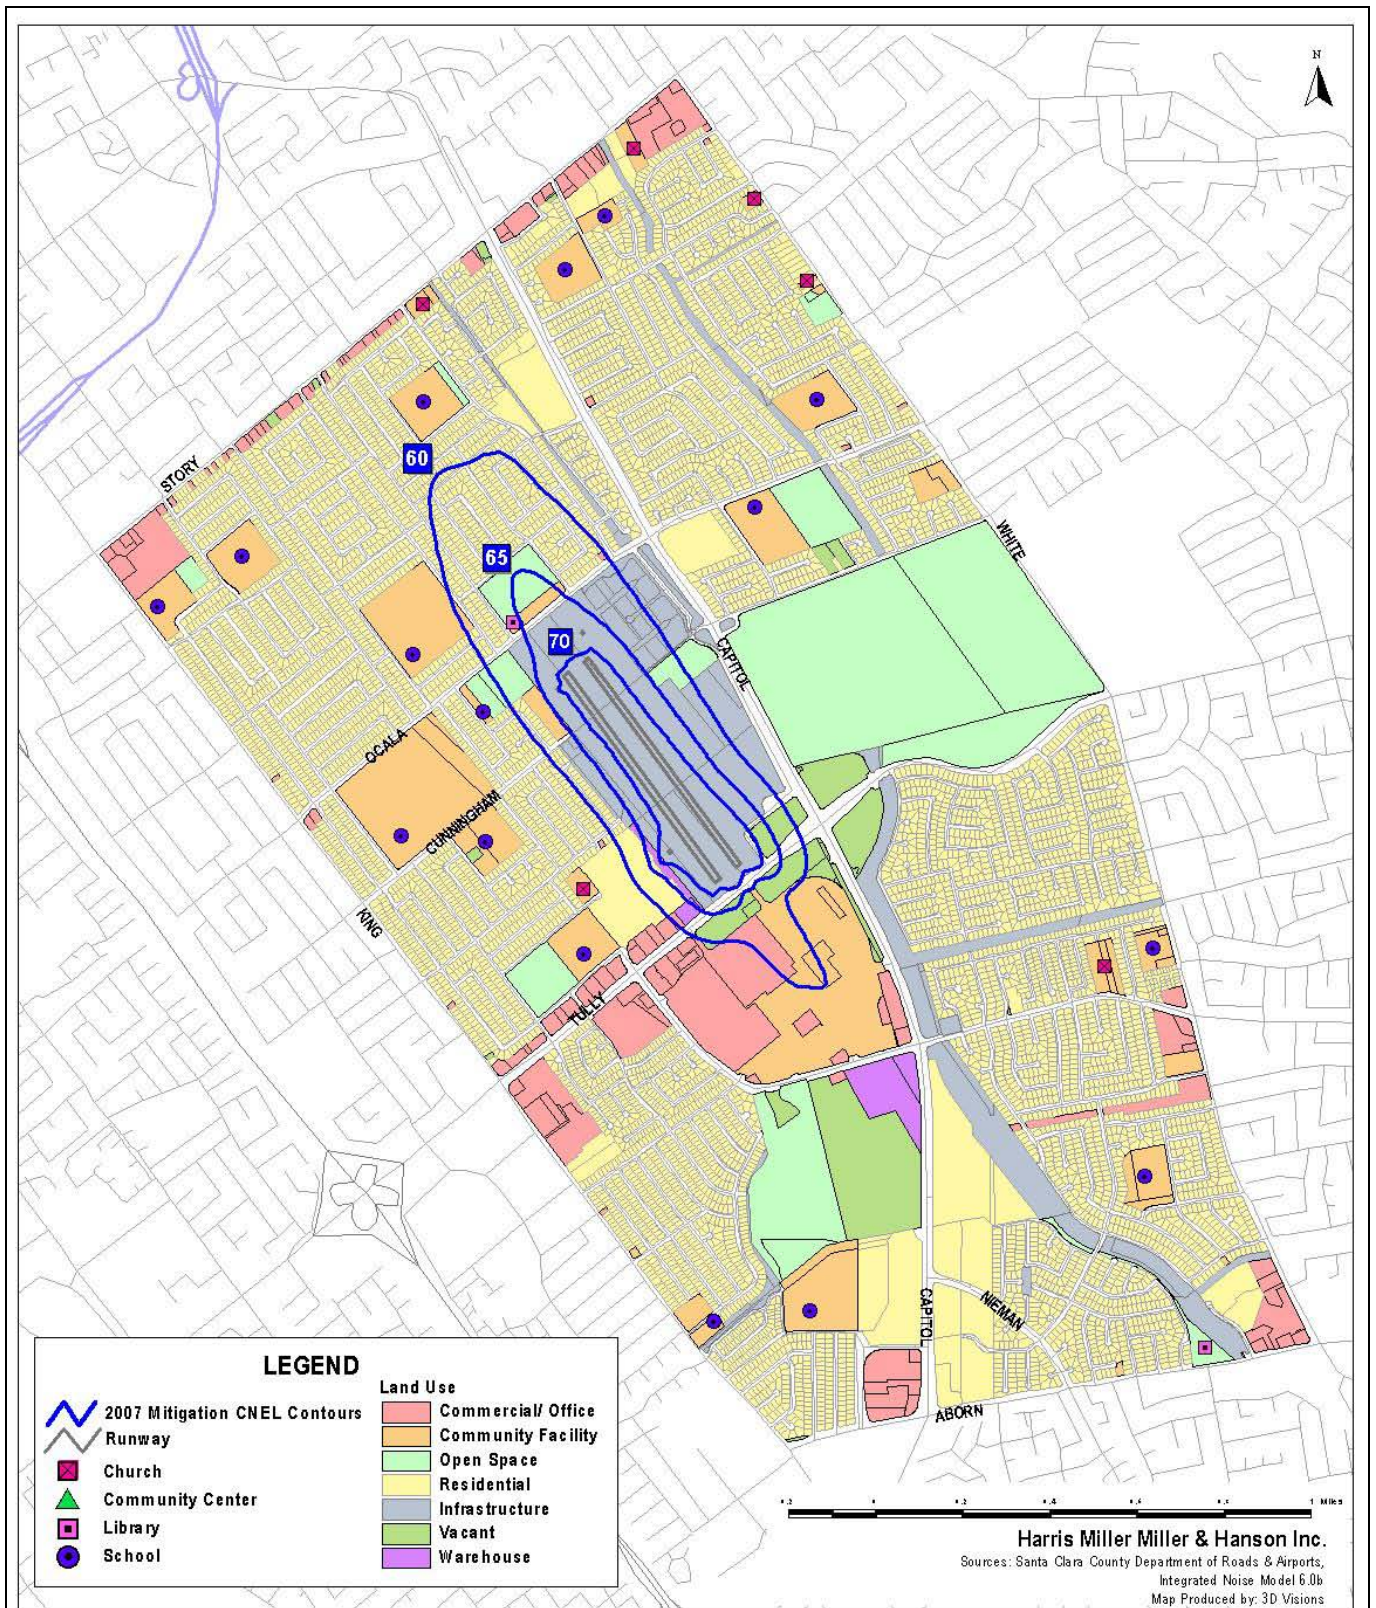 N
60
STORY
65
WHITE
70
CAPITOL
OCALA
CUNNINGHAM
KING
TULLY
CAPITOL
NIEMAN
ABORN
LEGEND
2007 Mitigation CNEL Contours
Runway
Church
Community Center
Library
School
Land Use
Commercial/ Office
Community Facility
Open Space
Residential
Infrastructure
Vacant
Warehouse
1 Miles
Harris Miller Miller & Hanson Inc.
Sources: Santa Clara County Department of Roads & Airports,
Integrated Noise Model 6.0b
Map Produced by: 3D Visions